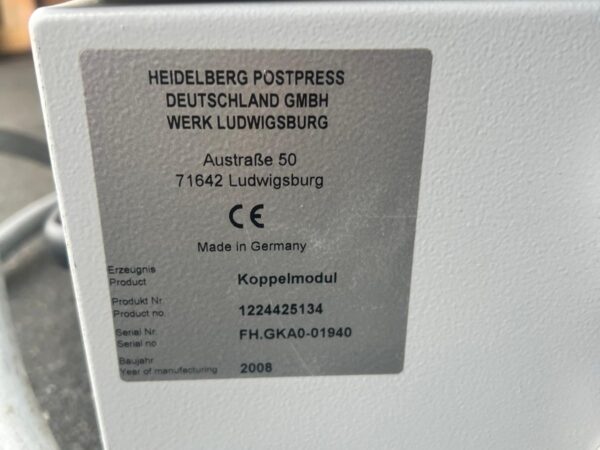 HEIDELBERG POSTPRESS
DEUTSCHLAND GMBH
WERK LUDWIGSBURG
Austraße 50
71642 Ludwigsburg
CE
Made in Germany
Erzeugnis
Product
Koppelmodul
Produkt Nr.
Product no.
1224425134
Serial Nr.
Serial no
FH.GKA0-01940
Baujahr
Year of manufacturing
2008